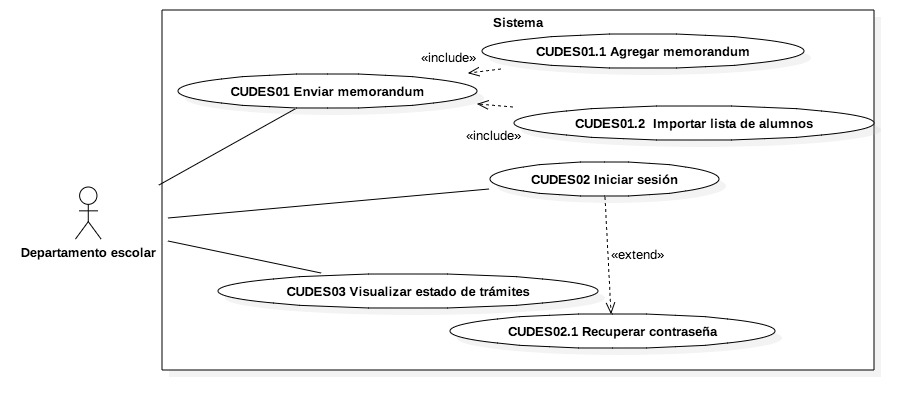 Sistema
CUDES01.1 Agregar memorandum
«include»
CUDES01 Enviar memorandum
CUDES01.2 Importar lista de alumnos
«include»
CUDES02 Iniciar sesión
Departamento escolar
«extend»
CUDES03 Visualizar estado de trámites
CUDES02.1 Recuperar contraseña